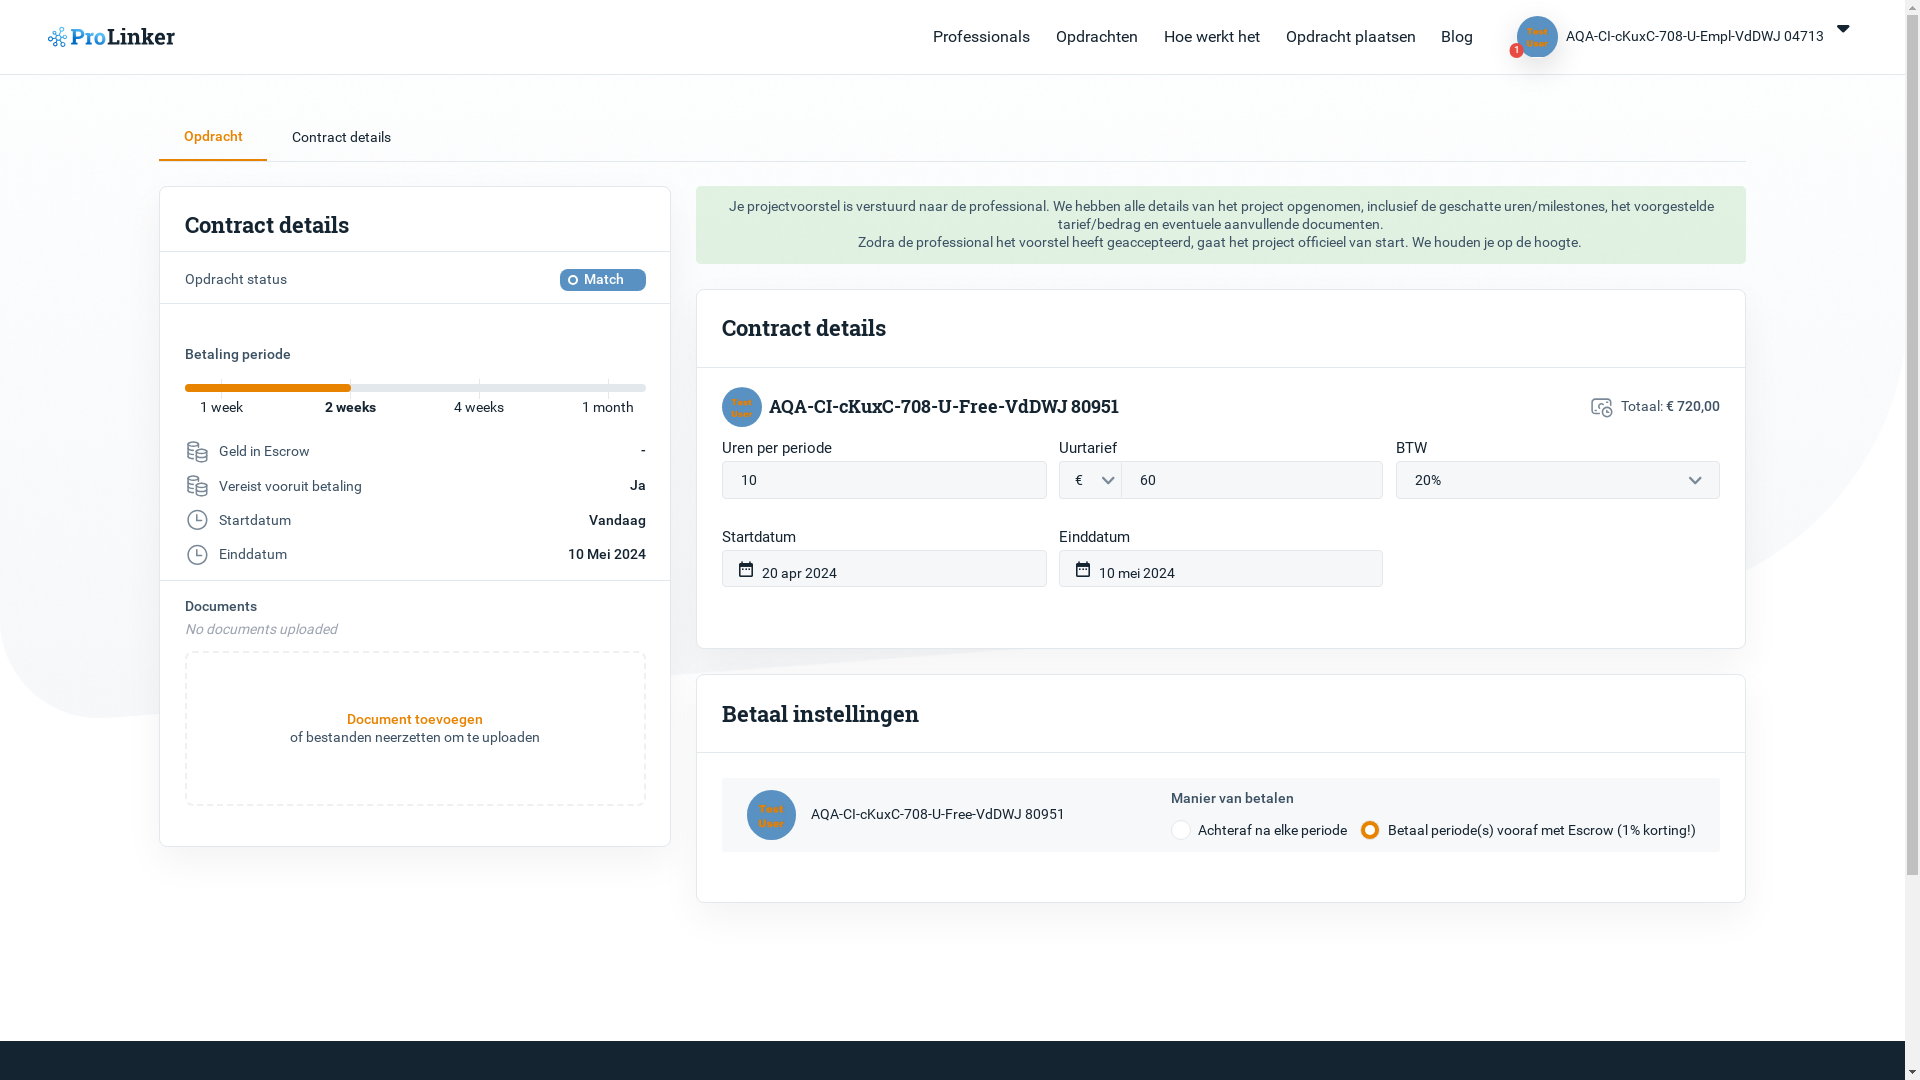 ProLinker
Professionals
Opdrachten
Hoe werkt het
Opdracht plaatsen
Blog
Test
User
1
AQA-CI-cKuxC-708-U-Empl-VdDWJ 04713
Opdracht
Contract details
Contract details
Opdracht status
Match
Betaling periode
1 week
2 weeks
4 weeks
1 month
Geld in Escrow
-
Vereist vooruit betaling
Ja
Startdatum
Vandaag
Einddatum
10 Mei 2024
Documents
No documents uploaded
Document toevoegen
of bestanden neerzetten om te uploaden
Je projectvoorstel is verstuurd naar de professional. We hebben alle details van het project opgenomen, inclusief de geschatte uren/milestones, het voorgestelde
tarief/bedrag en eventuele aanvullende documenten.
Zodra de professional het voorstel heeft geaccepteerd, gaat het project officieel van start. We houden je op de hoogte.
Contract details
Test
User
AQA-CI-cKuxC-708-U-Free-VdDWJ 80951
Totaal: € 720,00
Uren per periode
Uurtarief
BTW
10
€
60
20%
Startdatum
Einddatum
20 apr 2024
10 mei 2024
Betaal instellingen
Test
User
AQA-CI-cKuxC-708-U-Free-VdDWJ 80951
Manier van betalen
Achteraf na elke periode
Betaal periode(s) vooraf met Escrow (1% korting!)